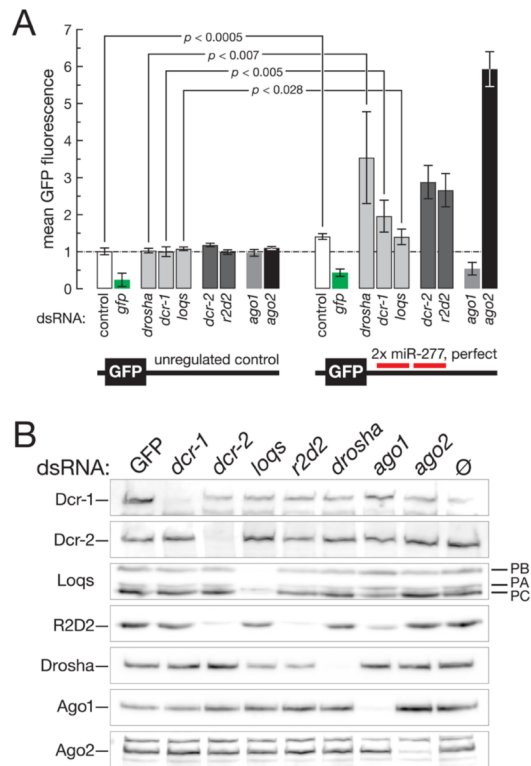 A
mean GFP fluorescence
7
6
5
4
3
2
1
0
p < 0.0005
p < 0.007
p < 0.005
p < 0.028
dsRNA: control gfp drosha dcr-1 loqs dcr-2 r2d2 ago1 ago2 control gfp drosha dcr-1 loqs dcr-2 r2d2 ago1 ago2
GFP unregulated control
GFP 2x miR-277, perfect
B
dsRNA: GFP dcr-1 dcr-2 loqs r2d2 drosha ago1 ago2 Ø
Dcr-1
Dcr-2
Loqs
PB
PA
PC
R2D2
Drosha
Ago1
Ago2